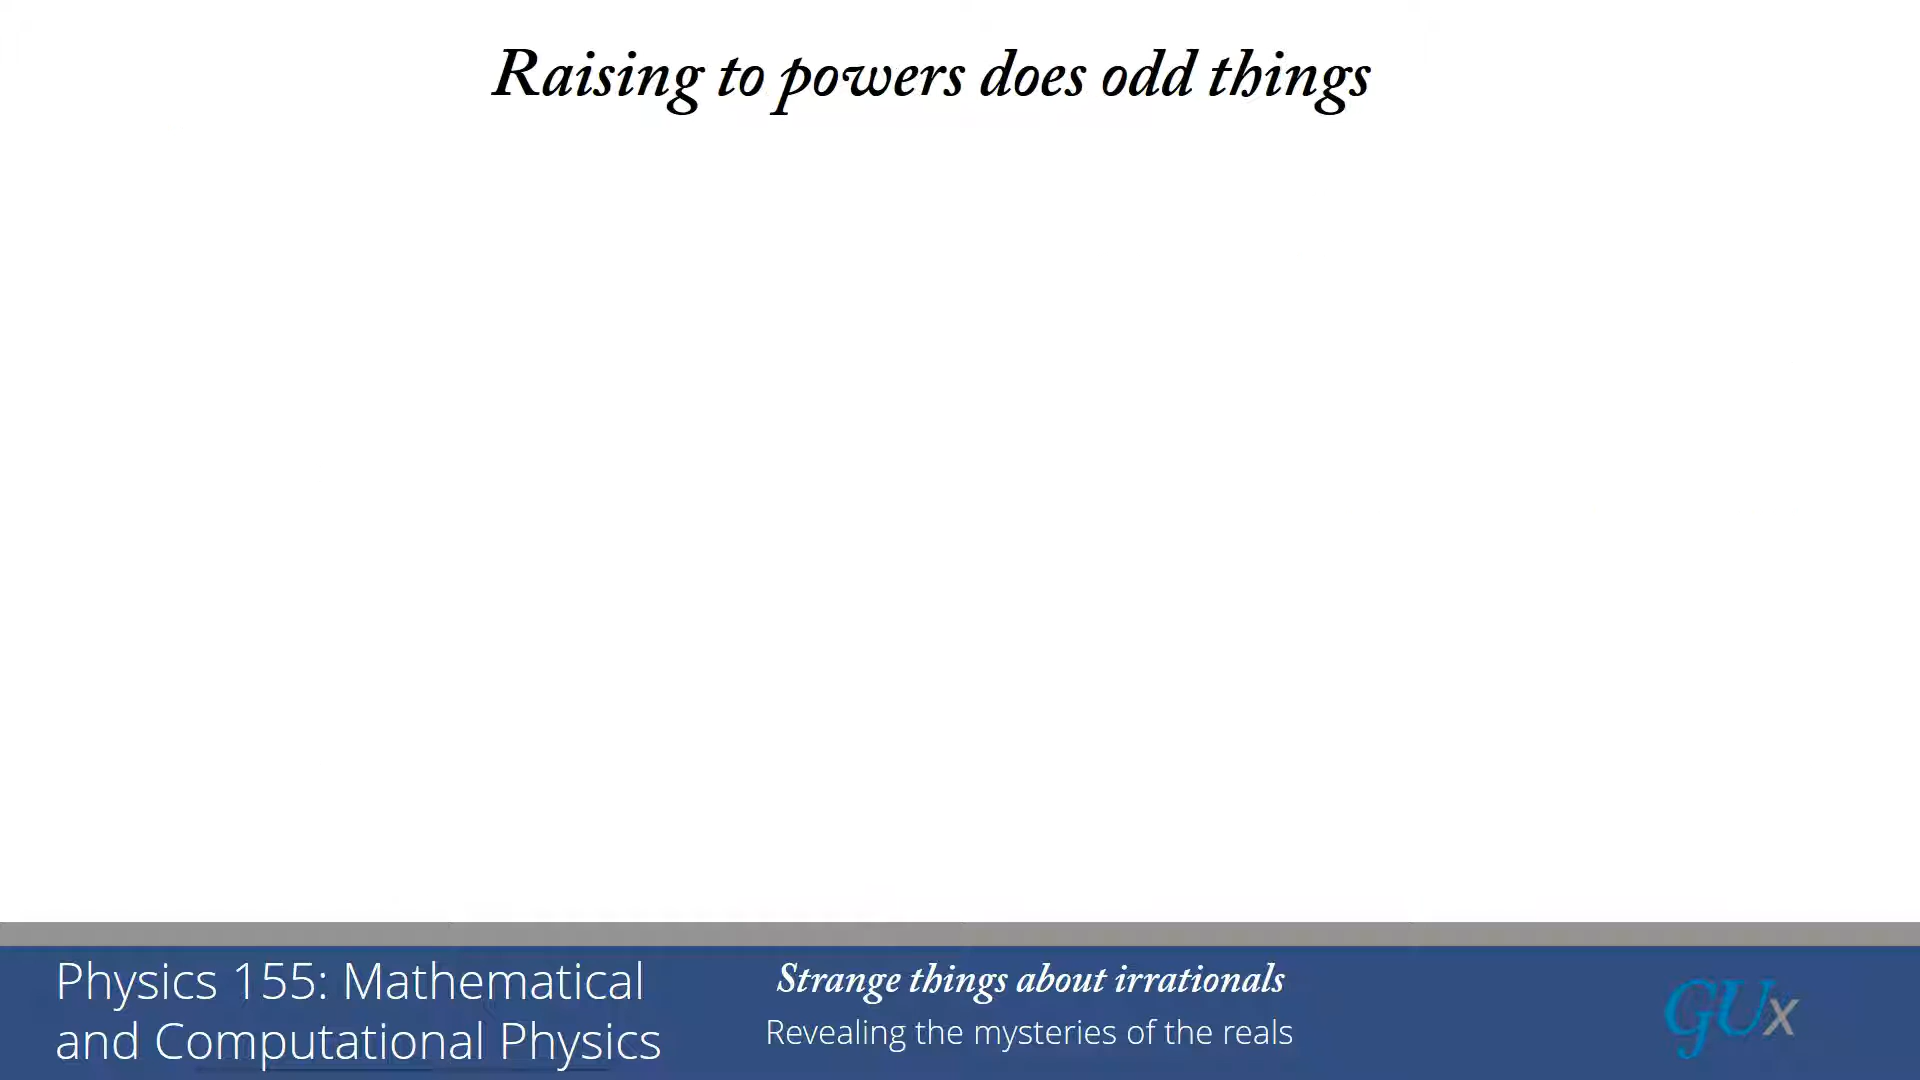 Raising to powers does odd things
Physics 155: Mathematical
and Computational Physics
Strange things about irrationals
Revealing the mysteries of the reals
GUx